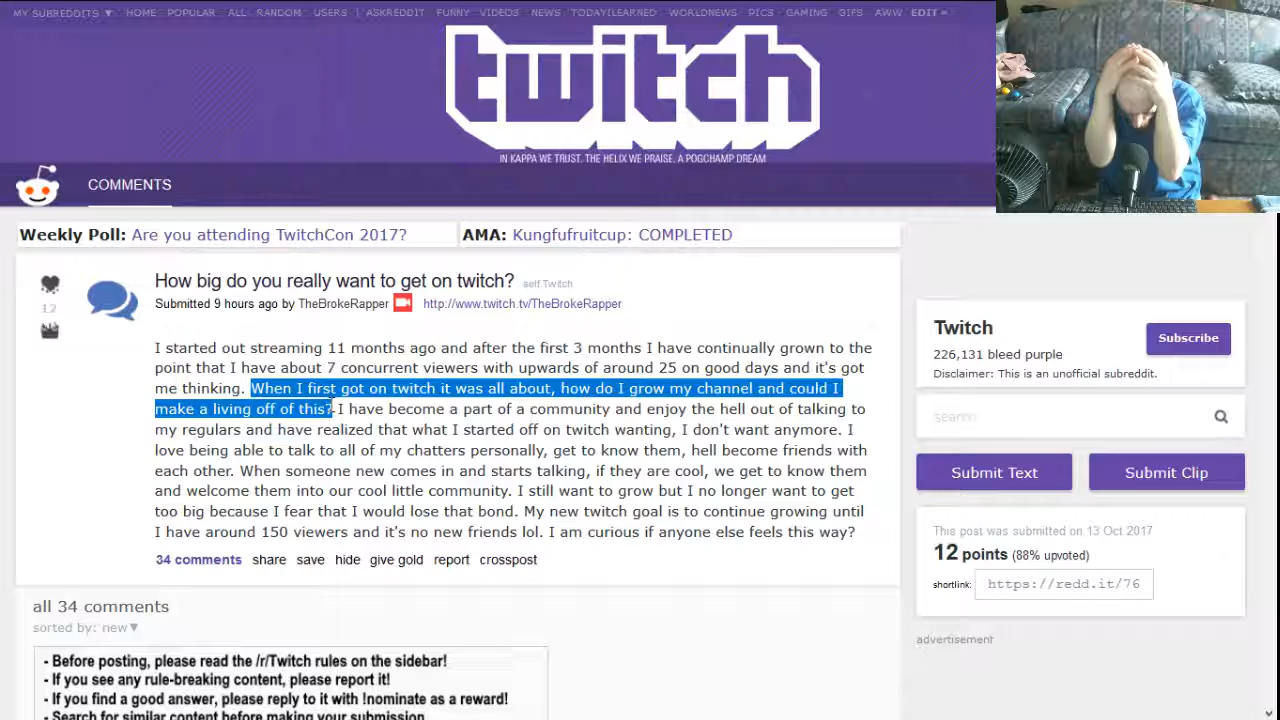 MY SUBREDDITS ▼ HOME POPULAR ALL RANDOM USERS | ASKREDDIT FUNNY VIDEOS NEWS TODAYILEARNED WORLDNEWS PICS GAMING GIFS AWW EDIT »
twitch
IN KAPPA WE TRUST. THE HELIX WE PRAISE. A POGCHAMP DREAM
COMMENTS
Weekly Poll: Are you attending TwitchCon 2017?
AMA: Kungfufruitcup: COMPLETED
12
How big do you really want to get on twitch? self.Twitch
Submitted 9 hours ago by TheBrokeRapper http://www.twitch.tv/TheBrokeRapper
I started out streaming 11 months ago and after the first 3 months I have continually grown to the
point that I have about 7 concurrent viewers with upwards of around 25 on good days and it's got
me thinking. When I first got on twitch it was all about, how do I grow my channel and could I
make a living off of this? I have become a part of a community and enjoy the hell out of talking to
my regulars and have realized that what I started off on twitch wanting, I don't want anymore. I
love being able to talk to all of my chatters personally, get to know them, hell become friends with
each other. When someone new comes in and starts talking, if they are cool, we get to know them
and welcome them into our cool little community. I still want to grow but I no longer want to get
too big because I fear that I would lose that bond. My new twitch goal is to continue growing until
I have around 150 viewers and it's no new friends lol. I am curious if anyone else feels this way?
34 comments share save hide give gold report crosspost
all 34 comments
sorted by: new▼
- Before posting, please read the /r/Twitch rules on the sidebar!
- If you see any rule-breaking content, please report it!
- If you find a good answer, please reply to it with !nominate as a reward!
- Search for similar content before making your submission
Twitch
Subscribe
226,131 bleed purple
Disclaimer: This is an unofficial subreddit.
search
Submit Text
Submit Clip
This post was submitted on 13 Oct 2017
12 points (88% upvoted)
shortlink: https://redd.it/76
advertisement